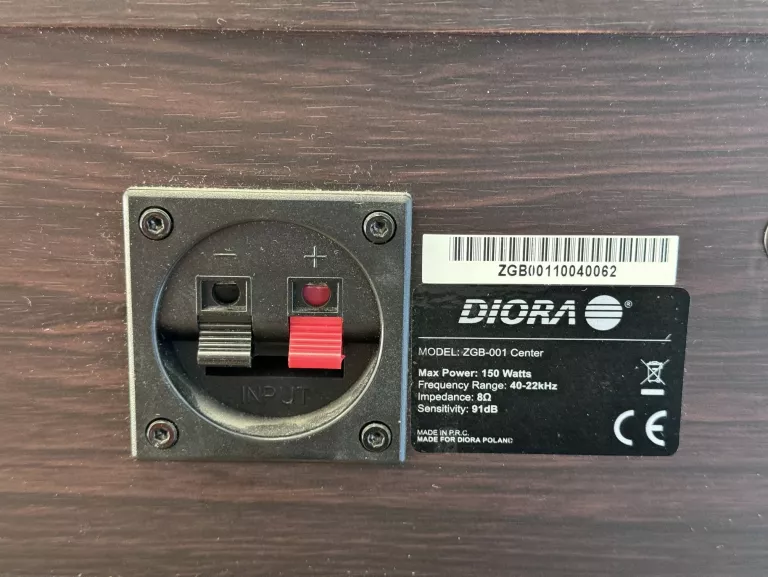 − +
INPUT
ZGB00110040062
DIORA®
MODEL: ZGB-001 Center
Max Power: 150 Watts
Frequency Range: 40-22kHz
Impedance: 8Ω
Sensitivity: 91dB
CE
MADE IN P.R.C.
MADE FOR DIORA POLAND